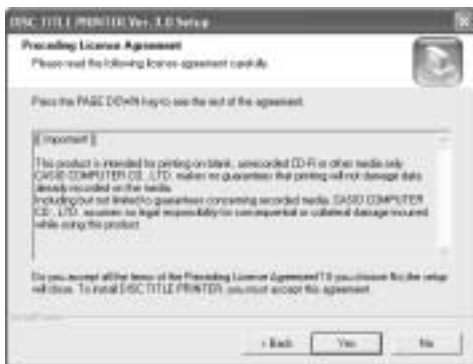 DISC TITLE PRINTER Ver. 3.0 Setup
Preceding License Agreement
Please read the following license agreement carefully.
Press the PAGE DOWN key to see the rest of the agreement.
[[ Important ]]
This product is intended for printing on blank, unrecorded CD-R or other media only.
CASIO COMPUTER CO., LTD. makes no guarantees that printing will not damage data
already recorded on the media.
Including but not limited to guarantees concerning recorded media, CASIO COMPUTER
CO., LTD. assumes no legal responsibility for consequential or collateral damage incurred
while using this product.
Do you accept all the terms of the Preceding License Agreement? If you choose No, the setup
will close. To install DISC TITLE PRINTER, you must accept this agreement.
< Back
Yes
No